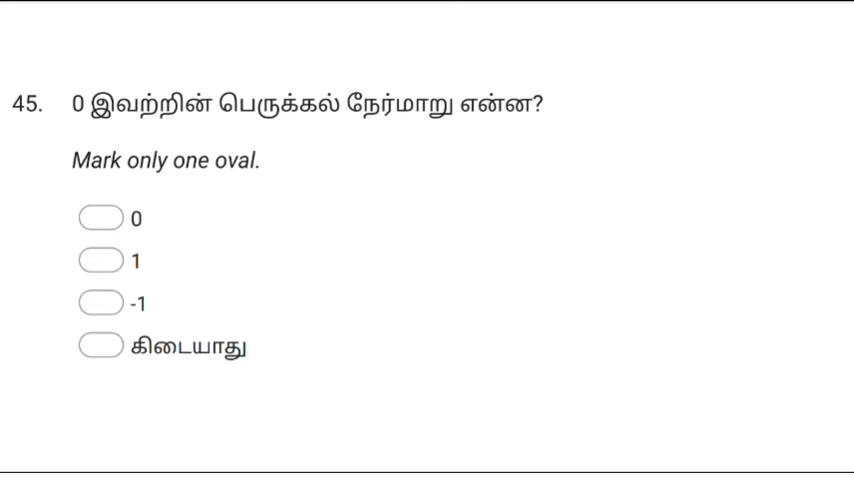 45. 0 இவற்றின் பெருக்கல் நேர்மாறு என்ன?
Mark only one oval.
0
1
-1
கிடையாது